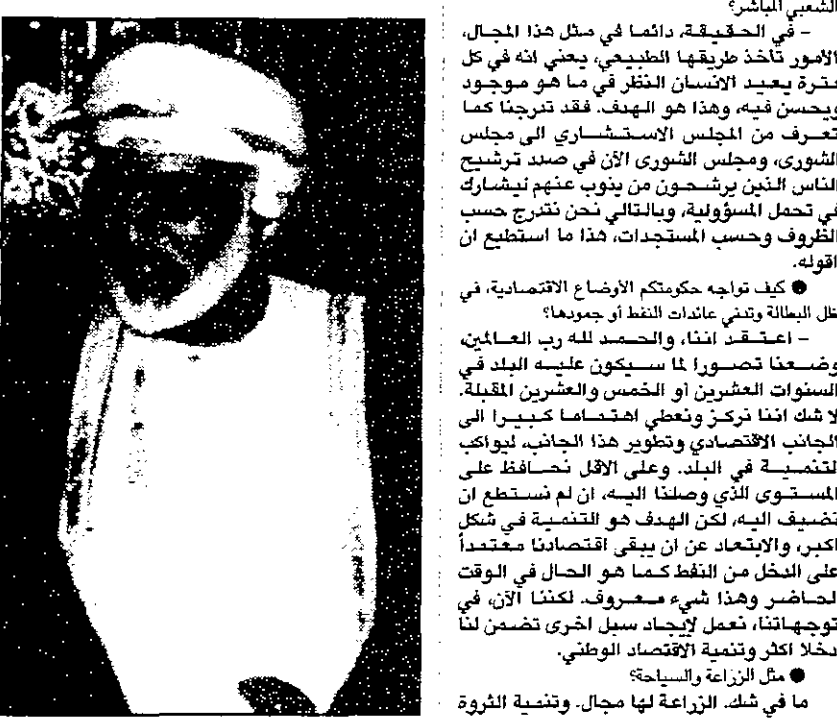 الشعبي المباشر؟
– في الحقيقة، دائما في مثل هذا المجال،
الأمور تأخذ طريقها الطبيعي، يعني انه في كل
فترة يعيد الانسان النظر في ما هو موجود
ويحسن فيه، وهذا هو الهدف. فقد تدرجنا كما
تعرف من المجلس الاستشاري الى مجلس
الشورى، ومجلس الشورى الآن في صدد ترشيح
الناس الذين يرشحون من ينوب عنهم ليشارك
في تحمل المسؤولية، وبالتالي نحن نتدرج حسب
الظروف وحسب المستجدات، هذا ما استطيع ان
اقوله.
● كيف تواجه حكومتكم الأوضاع الاقتصادية، في
ظل البطالة وتدني عائدات النفط أو جمودها؟
– اعتقد اننا، والحمد لله رب العالمين،
وضعنا تصورا لما سيكون عليه البلد في
السنوات العشرين او الخمس والعشرين المقبلة.
لا شك اننا نركز ونعطي اهتماما كبيرا الى
الجانب الاقتصادي وتطوير هذا الجانب، ليواكب
التنمية في البلد. وعلى الاقل نحافظ على
المستوى الذي وصلنا اليه، ان لم نستطع ان
نضيف اليه، لكن الهدف هو التنمية في شكل
اكبر، والابتعاد عن ان يبقى اقتصادنا معتمداً
على الدخل من النفط كما هو الحال في الوقت
الحاضر وهذا شيء معروف. لكننا الآن، في
توجهاتنا، نعمل لإيجاد سبل اخرى تضمن لنا
دخلا اكثر وتنمية الاقتصاد الوطني.
● مثل الزراعة والسياحة؟
ما في شك. الزراعة لها مجال. وتنمية الثروة